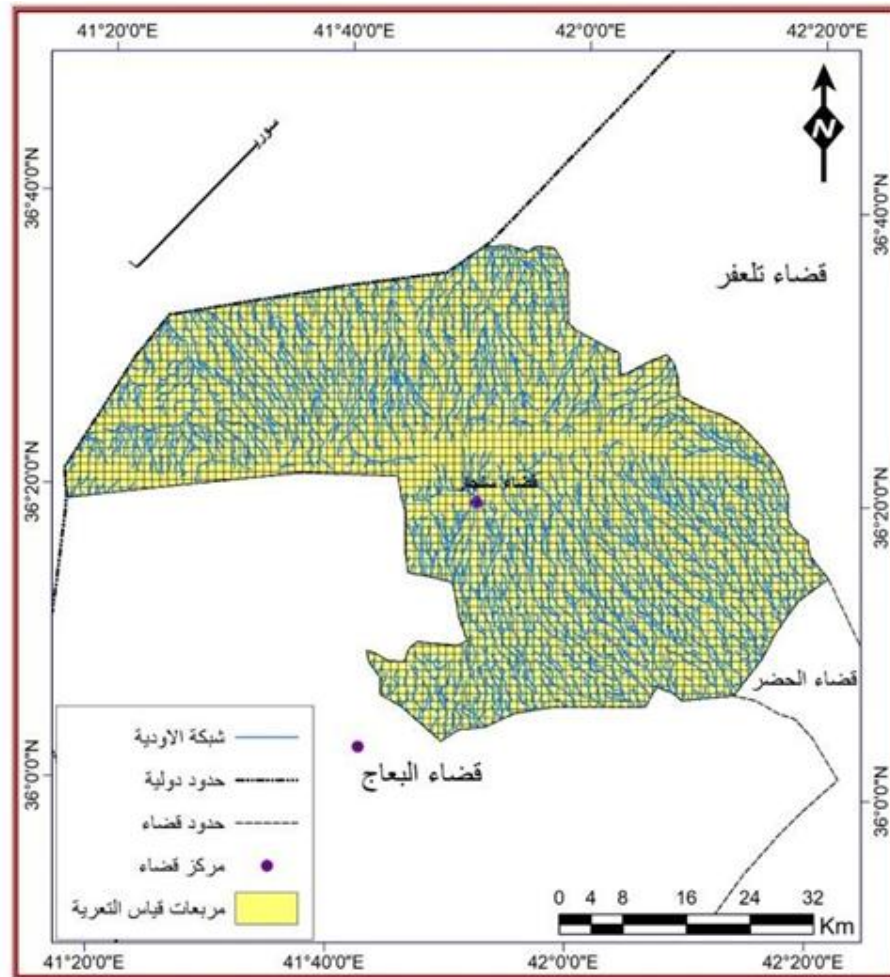 41°20'0"E 41°40'0"E 42°0'0"E 42°20'0"E
36°40'0"N
36°40'0"N
N
سوريا
قضاء تلعفر
36°20'0"N
36°20'0"N
قضاء سنجار
قضاء الحضر
قضاء البعاج
36°0'0"N
36°0'0"N
شبكة الاودية
حدود دولية
حدود قضاء
مركز قضاء
مربعات قياس التعرية
0 4 8 16 24 32
Km
41°20'0"E 41°40'0"E 42°0'0"E 42°20'0"E